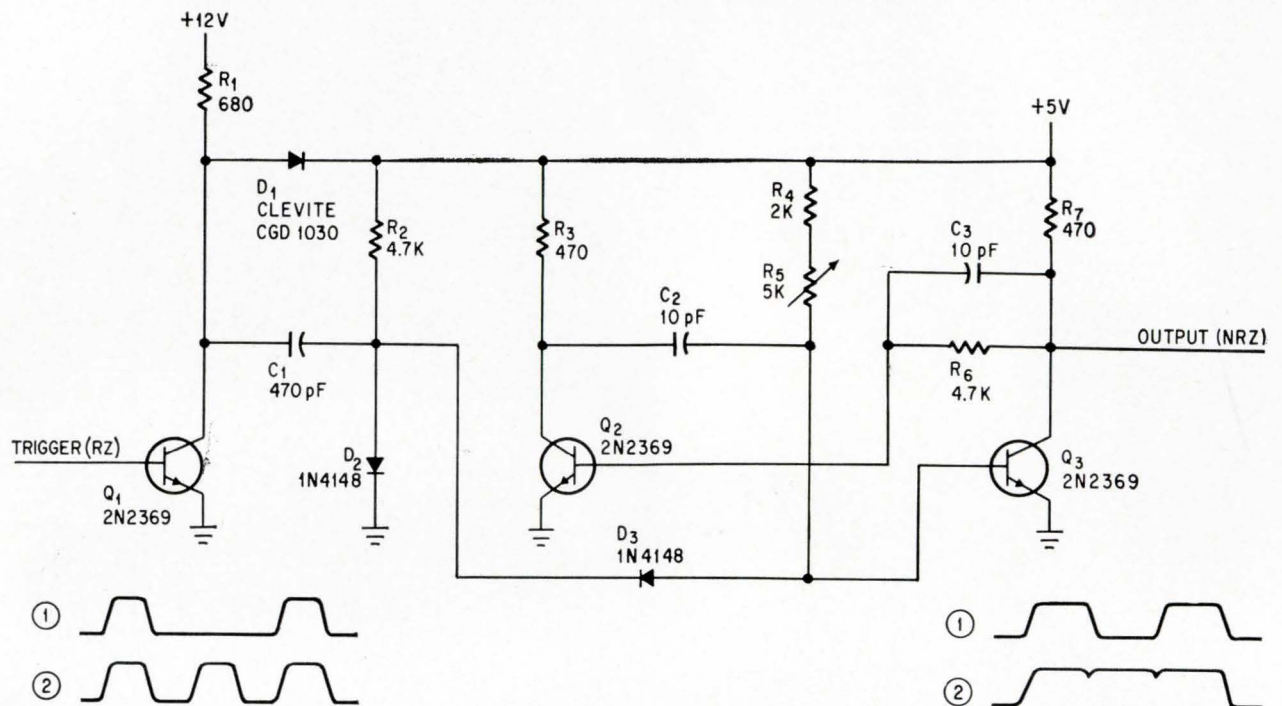 +12V
R1
680
+5V
D1
CLEVITE
CGD 1030
R2
4.7K
R3
470
R4
2K
R7
470
C3
10 pF
R5
5K
C2
10 pF
C1
470 pF
R6
4.7K
OUTPUT (NRZ)
TRIGGER (RZ)
Q1
2N2369
D2
1N4148
Q2
2N2369
Q3
2N2369
D3
1N4148
①
②
①
②